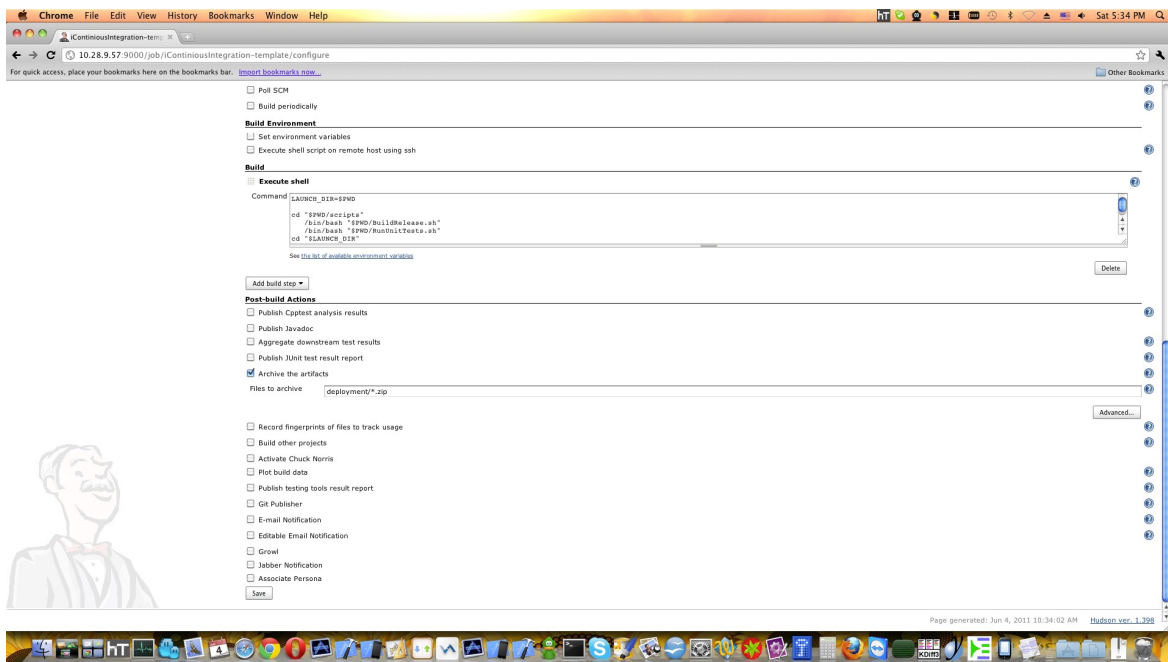 Chrome File Edit View History Bookmarks Window Help
hT
Sat 5:34 PM
iContiniousIntegration-temp
10.28.9.57:9000/job/iContiniousIntegration-template/configure
For quick access, place your bookmarks here on the bookmarks bar. Import bookmarks now...
Other Bookmarks
Poll SCM
Build periodically
Build Environment
Set environment variables
Execute shell script on remote host using ssh
Build
Execute shell
Command
LAUNCH_DIR=$PWD
cd "$PWD/scripts"
/bin/bash "$PWD/BuildRelease.sh"
/bin/bash "$PWD/RunUnitTests.sh"
cd "$LAUNCH_DIR"
See the list of available environment variables
Delete
Add build step
Post-build Actions
Publish Cpptest analysis results
Publish Javadoc
Aggregate downstream test results
Publish JUnit test result report
Archive the artifacts
Files to archive deployment/*.zip
Advanced...
Record fingerprints of files to track usage
Build other projects
Activate Chuck Norris
Plot build data
Publish testing tools result report
Git Publisher
E-mail Notification
Editable Email Notification
Growl
Jabber Notification
Associate Persona
Save
Page generated: Jun 4, 2011 10:34:02 AM Hudson ver. 1.398
hT
KDiff3